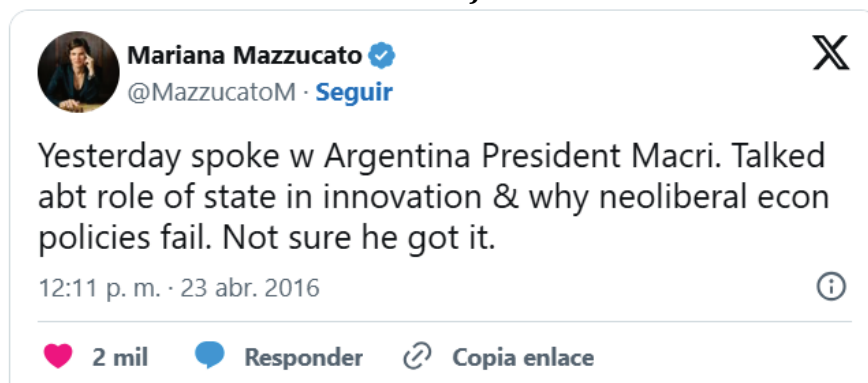 Mariana Mazzucato
@MazzucatoM · Seguir
Yesterday spoke w Argentina President Macri. Talked
abt role of state in innovation & why neoliberal econ
policies fail. Not sure he got it.
12:11 p. m. · 23 abr. 2016
2 mil Responder Copia enlace